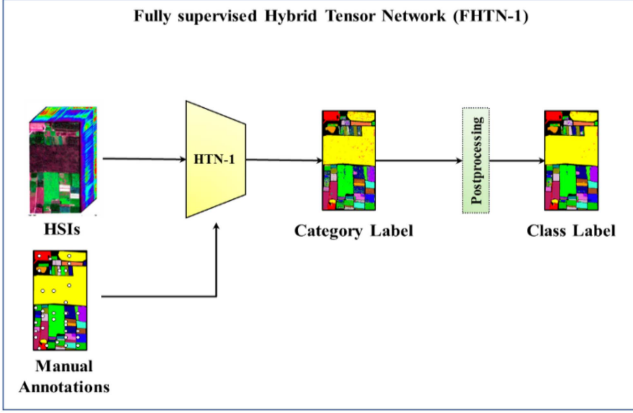 Fully supervised Hybrid Tensor Network (FHTN-1)
HTN-1
Postprocessing
HSIs
Category Label
Class Label
Manual
Annotations